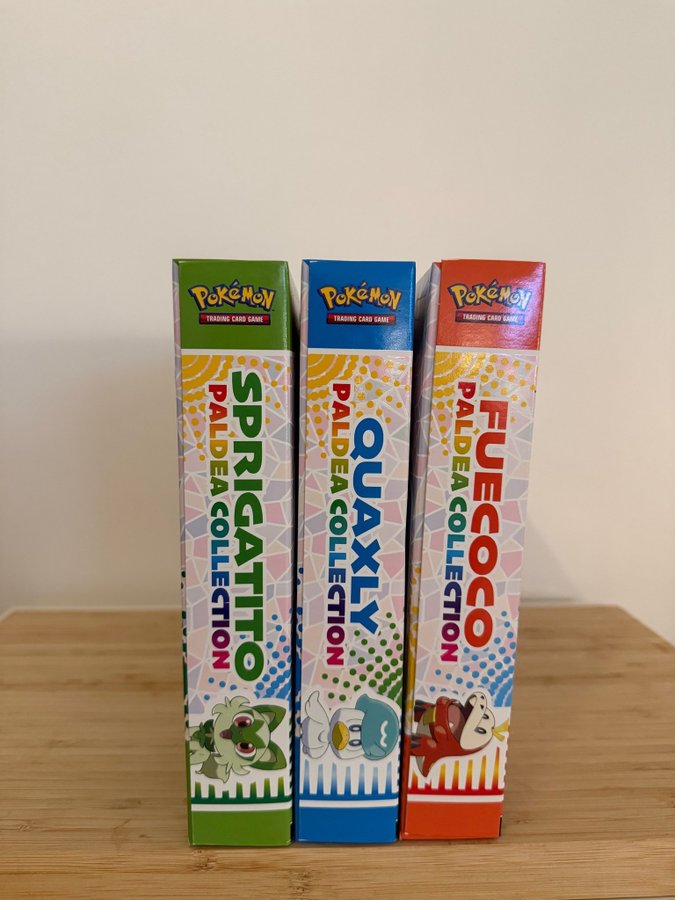 Pokémon
TRADING CARD GAME
SPRIGATITO
PALDEA COLLECTION
Pokémon
TRADING CARD GAME
QUAXLY
PALDEA COLLECTION
Pokémon
TRADING CARD GAME
FUECOCO
PALDEA COLLECTION